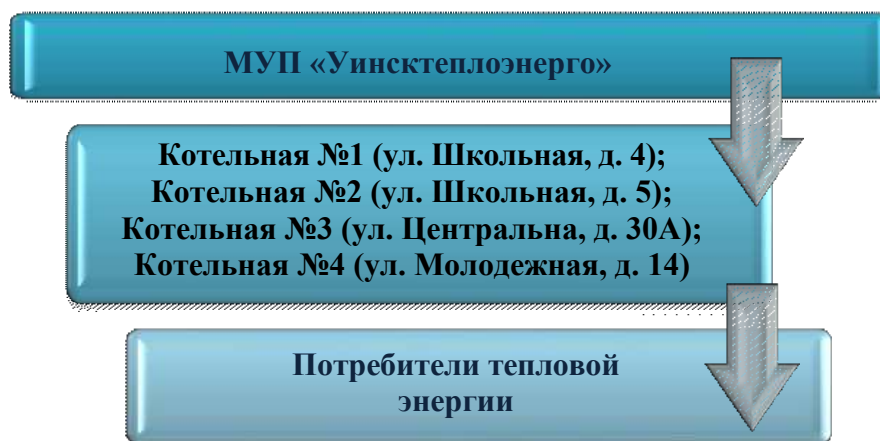 МУП «Уинсктеплоэнерго»
Котельная №1 (ул. Школьная, д. 4);
Котельная №2 (ул. Школьная, д. 5);
Котельная №3 (ул. Центральна, д. 30А);
Котельная №4 (ул. Молодежная, д. 14)
Потребители тепловой
энергии